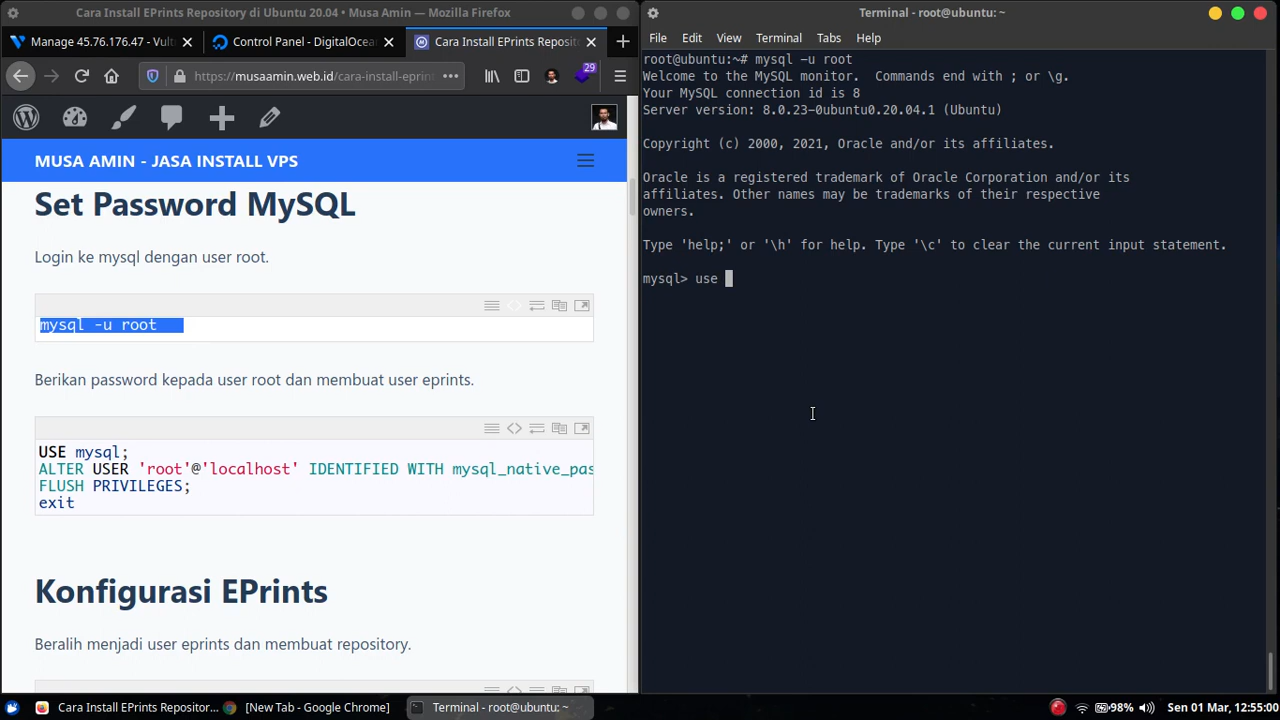 Cara Install EPrints Repository di Ubuntu 20.04 • Musa Amin — Mozilla Firefox
Manage 45.76.176.47 - Vult
Control Panel - DigitalOcean
Cara Install EPrints Reposito
https://musaamin.web.id/cara-install-eprint
29
MUSA AMIN - JASA INSTALL VPS
Set Password MySQL
Login ke mysql dengan user root.
mysql -u root
Berikan password kepada user root dan membuat user eprints.
USE mysql;
ALTER USER 'root'@'localhost' IDENTIFIED WITH mysql_native_pas
FLUSH PRIVILEGES;
exit
Konfigurasi EPrints
Beralih menjadi user eprints dan membuat repository.
Terminal - root@ubuntu: ~
File Edit View Terminal Tabs Help
root@ubuntu:~# mysql -u root
Welcome to the MySQL monitor.  Commands end with ; or \g.
Your MySQL connection id is 8
Server version: 8.0.23-0ubuntu0.20.04.1 (Ubuntu)
Copyright (c) 2000, 2021, Oracle and/or its affiliates.
Oracle is a registered trademark of Oracle Corporation and/or its
affiliates. Other names may be trademarks of their respective
owners.
Type 'help;' or '\h' for help. Type '\c' to clear the current input statement.
mysql> use
Cara Install EPrints Repositor...
[New Tab - Google Chrome]
Terminal - root@ubuntu: ~
98%
Sen 01 Mar, 12:55:00